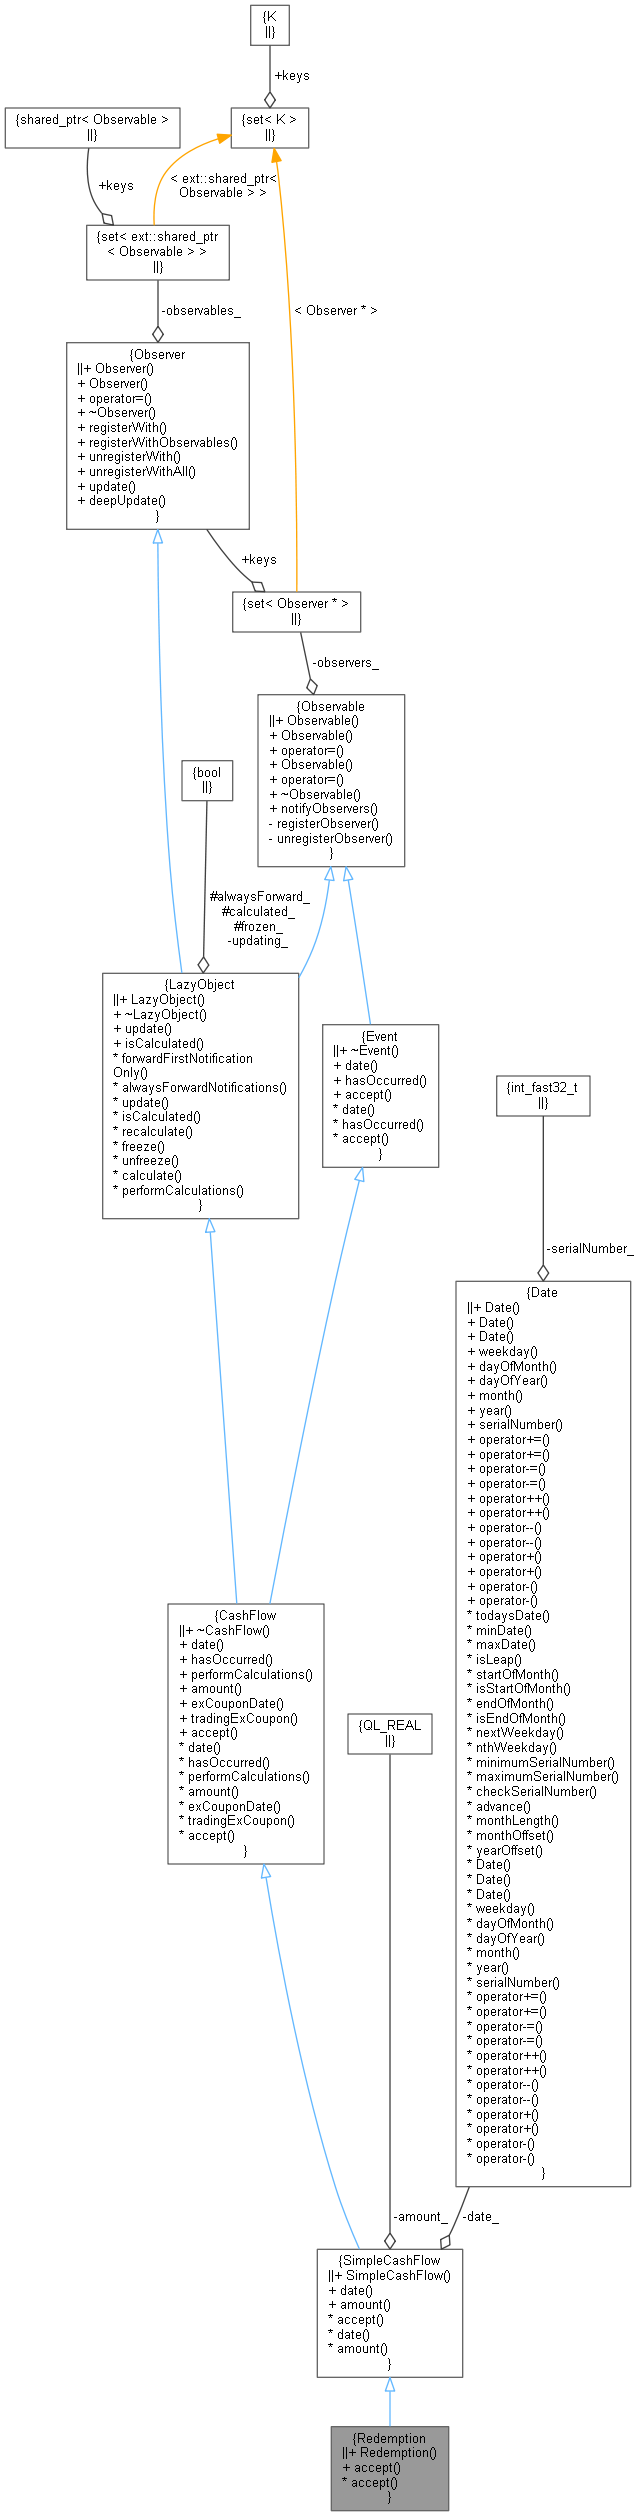 {K
||}
+keys
{shared_ptr< Observable >
||}
{set< K >
||}
+keys
< ext::shared_ptr<
Observable > >
{set< ext::shared_ptr
< Observable > >
||}
-observables_
< Observer * >
{Observer
||+ Observer()
+ Observer()
+ operator=()
+ ~Observer()
+ registerWith()
+ registerWithObservables()
+ unregisterWith()
+ unregisterWithAll()
+ update()
+ deepUpdate()
}
+keys
{set< Observer * >
||}
-observers_
{Observable
||+ Observable()
+ Observable()
+ operator=()
+ Observable()
+ operator=()
+ ~Observable()
+ notifyObservers()
- registerObserver()
- unregisterObserver()
}
{bool
||}
#alwaysForward_
#calculated_
#frozen_
-updating_
{LazyObject
||+ LazyObject()
+ ~LazyObject()
+ update()
+ isCalculated()
* forwardFirstNotification
Only()
* alwaysForwardNotifications()
* update()
* isCalculated()
* recalculate()
* freeze()
* unfreeze()
* calculate()
* performCalculations()
}
{Event
||+ ~Event()
+ date()
+ hasOccurred()
+ accept()
* date()
* hasOccurred()
* accept()
}
{int_fast32_t
||}
-serialNumber_
{Date
||+ Date()
+ Date()
+ Date()
+ weekday()
+ dayOfMonth()
+ dayOfYear()
+ month()
+ year()
+ serialNumber()
+ operator+=()
+ operator+=()
+ operator-=()
+ operator-=()
+ operator++()
+ operator++()
+ operator--()
+ operator--()
+ operator+()
+ operator+()
+ operator-()
+ operator-()
* todaysDate()
* minDate()
* maxDate()
* isLeap()
* startOfMonth()
* isStartOfMonth()
* endOfMonth()
* isEndOfMonth()
* nextWeekday()
* nthWeekday()
* minimumSerialNumber()
* maximumSerialNumber()
* checkSerialNumber()
* advance()
* monthLength()
* monthOffset()
* yearOffset()
* Date()
* Date()
* Date()
* weekday()
* dayOfMonth()
* dayOfYear()
* month()
* year()
* serialNumber()
* operator+=()
* operator+=()
* operator-=()
* operator-=()
* operator++()
* operator++()
* operator--()
* operator--()
* operator+()
* operator+()
* operator-()
* operator-()
}
{CashFlow
||+ ~CashFlow()
+ date()
+ hasOccurred()
+ performCalculations()
+ amount()
+ exCouponDate()
+ tradingExCoupon()
+ accept()
* date()
* hasOccurred()
* performCalculations()
* amount()
* exCouponDate()
* tradingExCoupon()
* accept()
}
{QL_REAL
||}
-amount_
-date_
{SimpleCashFlow
||+ SimpleCashFlow()
+ date()
+ amount()
* accept()
* date()
* amount()
}
{Redemption
||+ Redemption()
+ accept()
* accept()
}